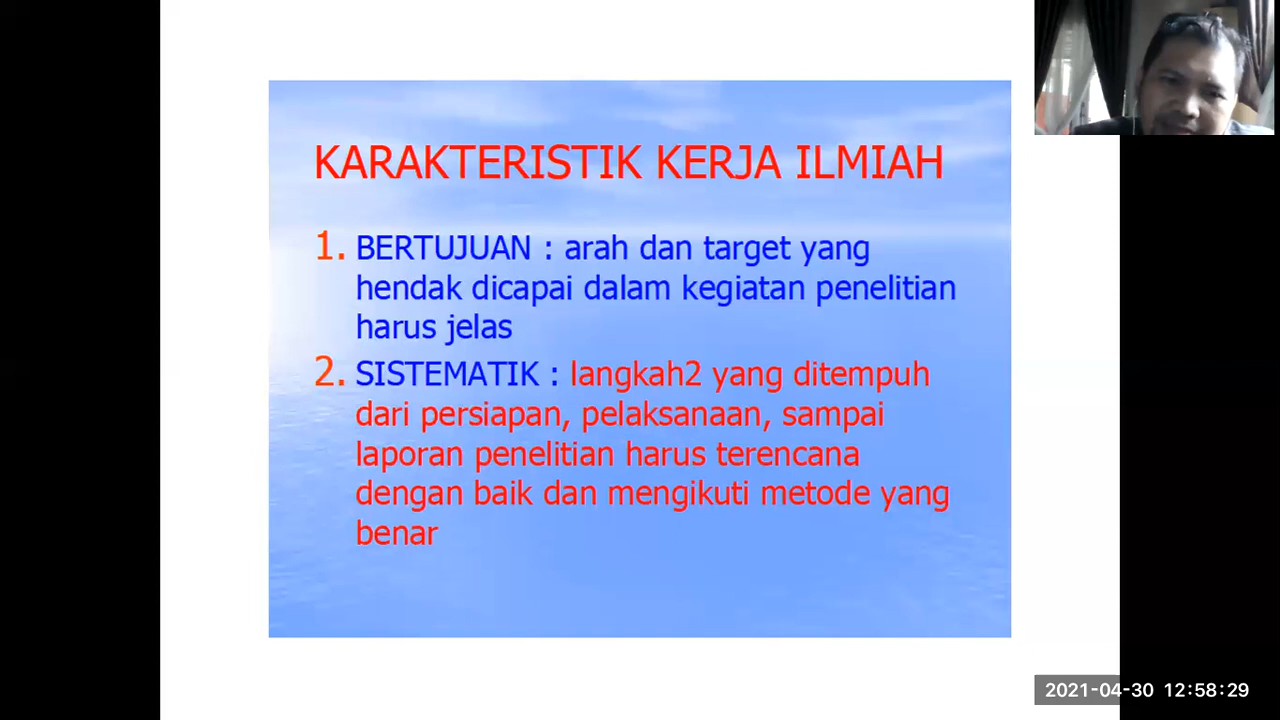 KARAKTERISTIK KERJA ILMIAH
1. BERTUJUAN : arah dan target yang
hendak dicapai dalam kegiatan penelitian
harus jelas
2. SISTEMATIK : langkah2 yang ditempuh
dari persiapan, pelaksanaan, sampai
laporan penelitian harus terencana
dengan baik dan mengikuti metode yang
benar
2021-04-30 12:58:29